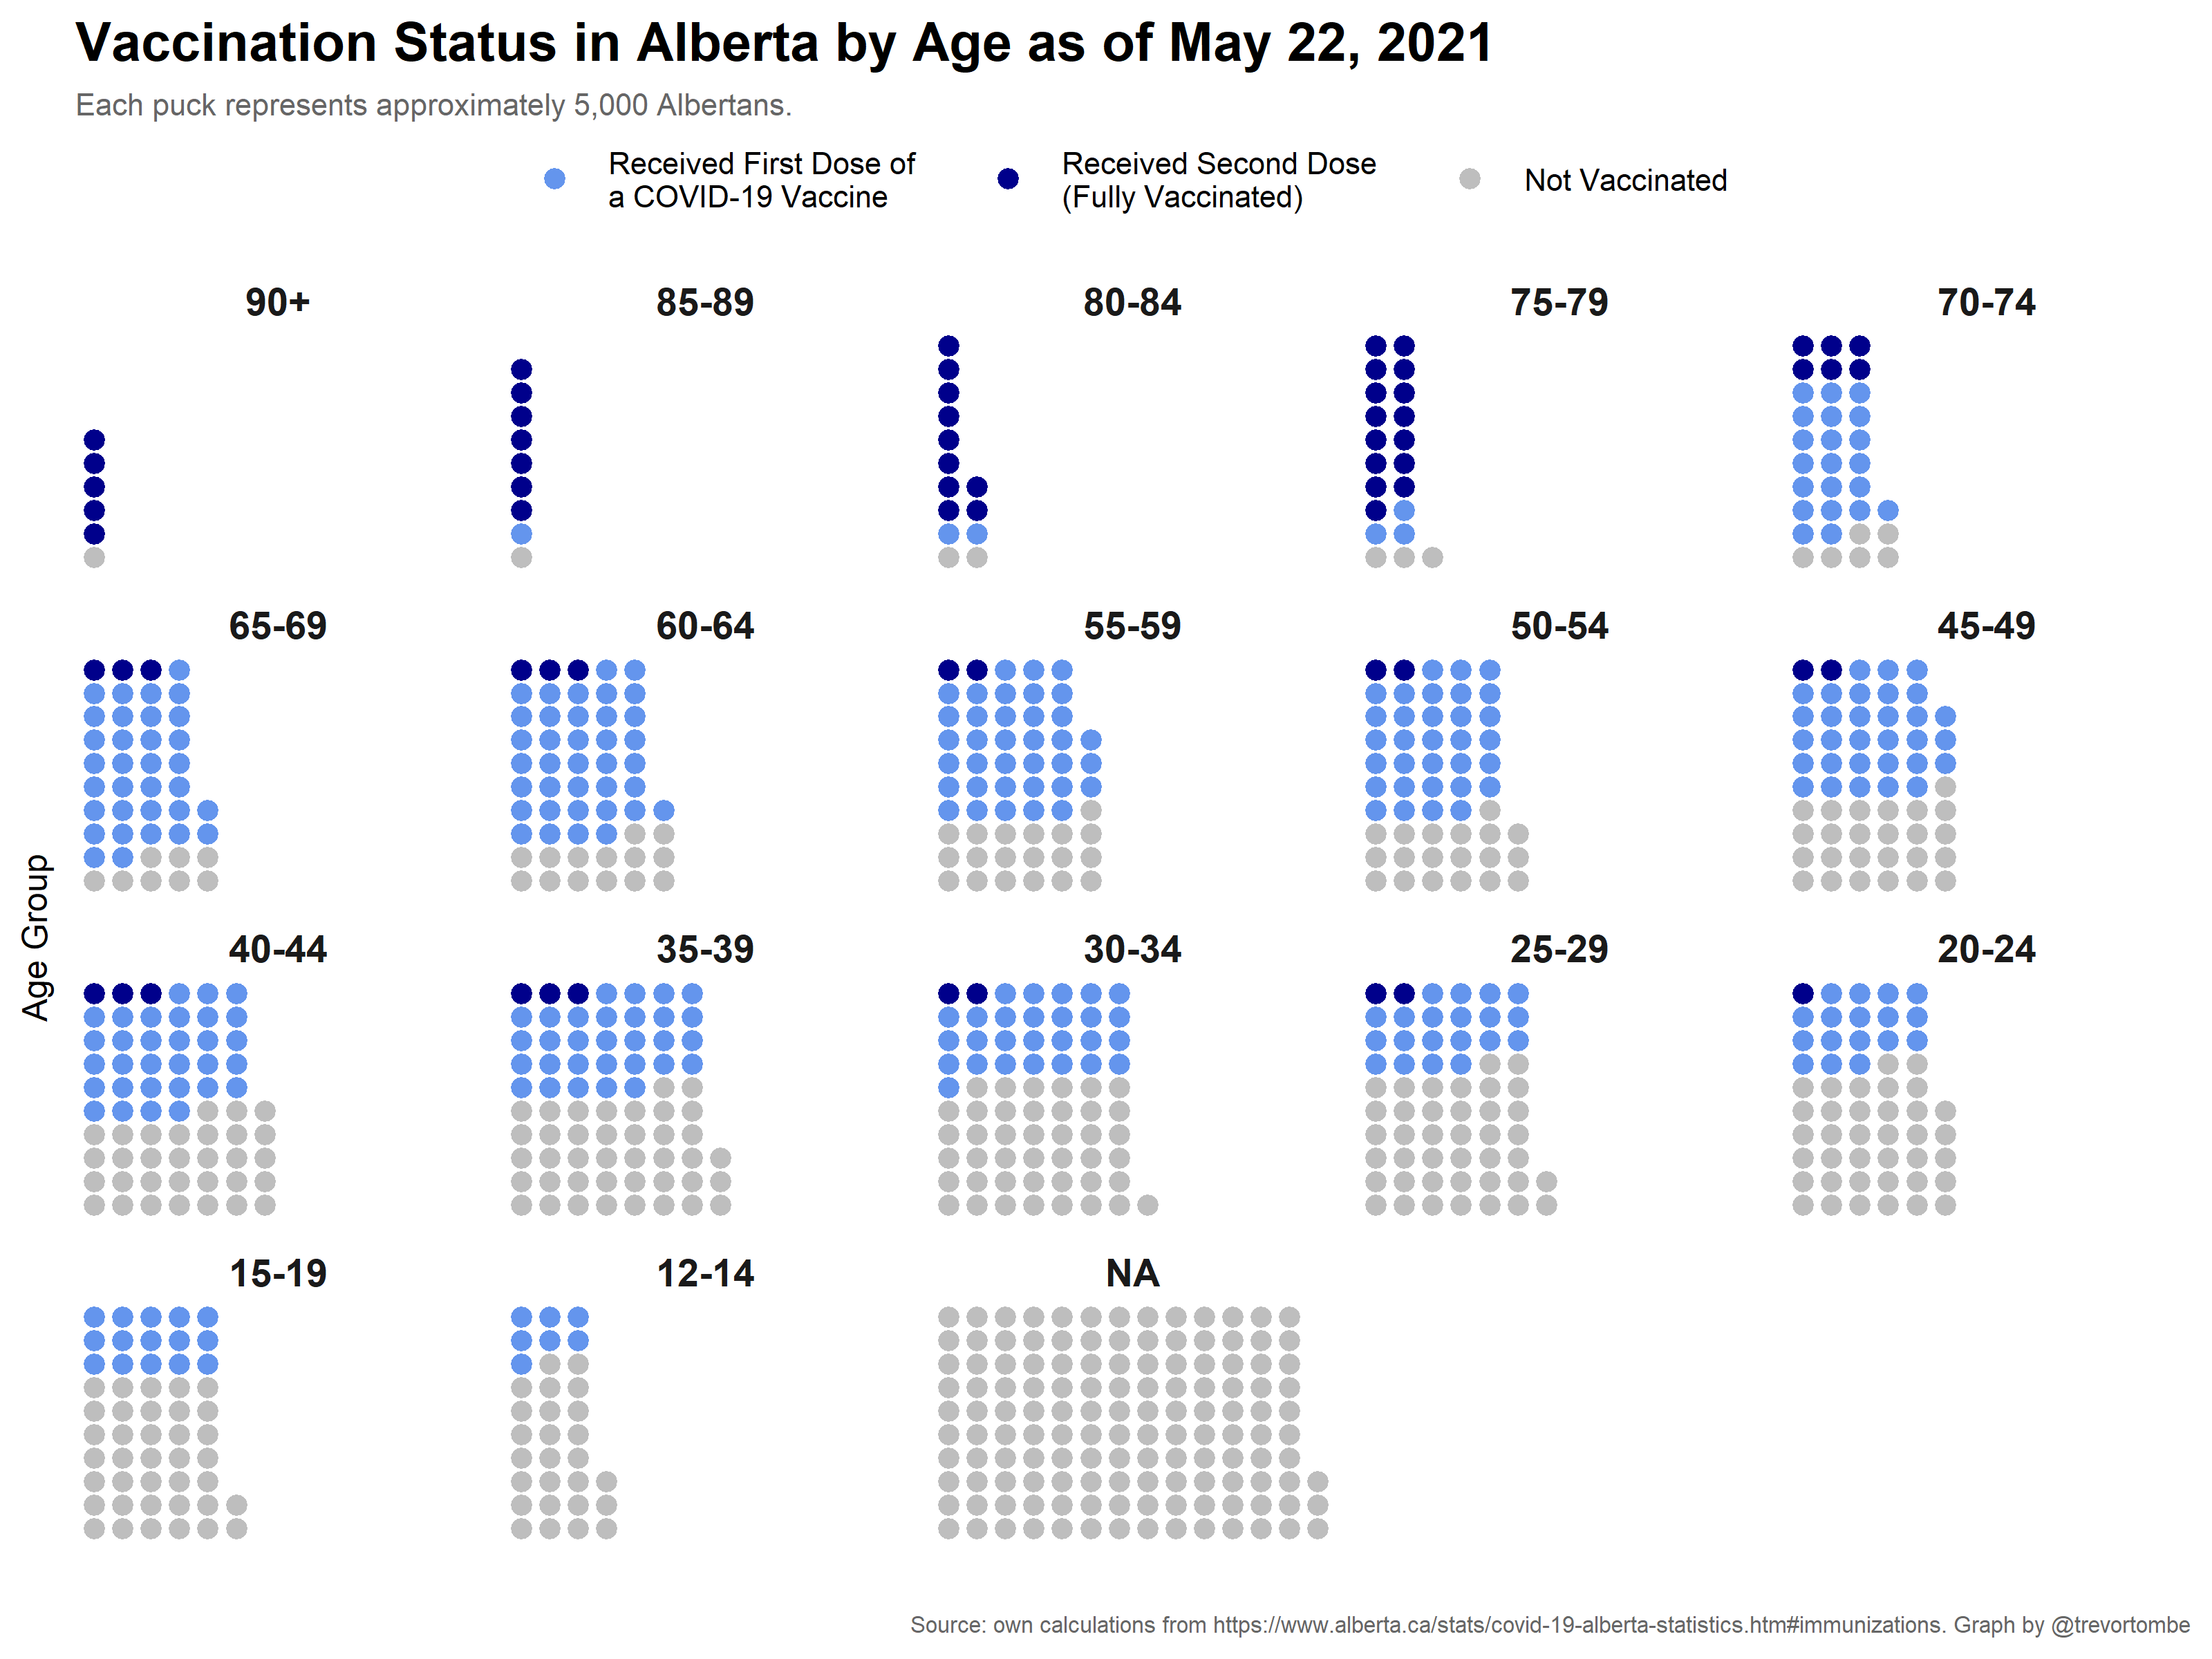 Vaccination Status in Alberta by Age as of May 22, 2021
Each puck represents approximately 5,000 Albertans.
Received First Dose of
a COVID-19 Vaccine
Received Second Dose
(Fully Vaccinated)
Not Vaccinated
90+
85-89
80-84
75-79
70-74
65-69
60-64
55-59
50-54
45-49
Age Group
40-44
35-39
30-34
25-29
20-24
15-19
12-14
NA
Source: own calculations from https://www.alberta.ca/stats/covid-19-alberta-statistics.htm#immunizations. Graph by @trevortombe